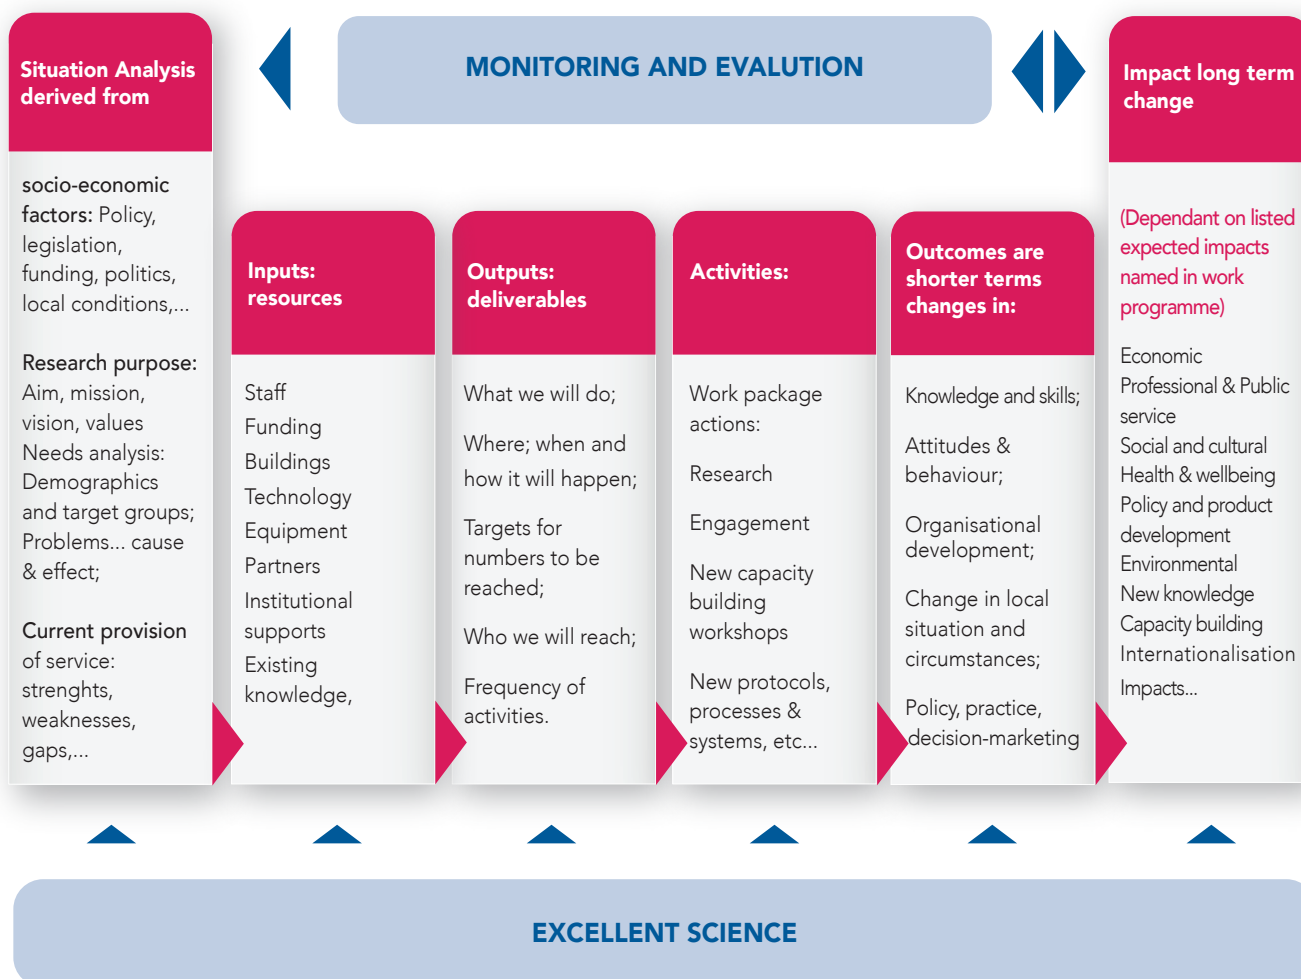 MONITORING AND EVALUTION
Situation Analysis
derived from
socio-economic
factors: Policy,
legislation,
funding, politics,
local conditions,...
Research purpose:
Aim, mission,
vision, values
Needs analysis:
Demographics
and target groups;
Problems... cause
& effect;
Current provision
of service:
strenghts,
weaknesses,
gaps,...
Inputs:
resources
Staff
Funding
Buildings
Technology
Equipment
Partners
Institutional
supports
Existing
knowledge,
Outputs:
deliverables
What we will do;
Where; when and
how it will happen;
Targets for
numbers to be
reached;
Who we will reach;
Frequency of
activities.
Activities:
Work package
actions:
Research
Engagement
New capacity
building
workshops
New protocols,
processes &
systems, etc...
Outcomes are
shorter terms
changes in:
Knowledge and skills;
Attitudes &
behaviour;
Organisational
development;
Change in local
situation and
circumstances;
Policy, practice,
decision-marketing
Impact long term
change
(Dependant on listed
expected impacts
named in work
programme)
Economic
Professional & Public
service
Social and cultural
Health & wellbeing
Policy and product
development
Environmental
New knowledge
Capacity building
Internationalisation
Impacts...
EXCELLENT SCIENCE